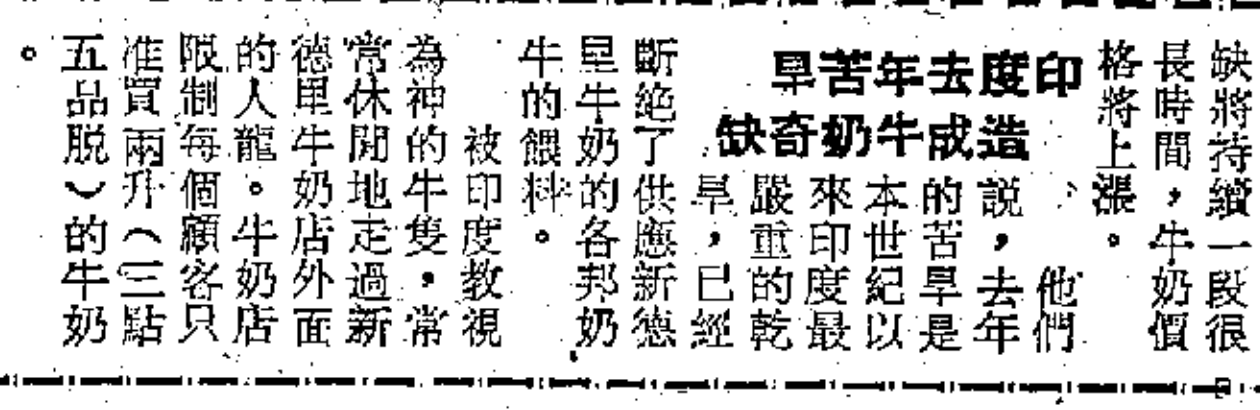 缺將持續一段很
長時間，牛奶價
格將上漲。
印度去年苦旱
造成牛奶奇缺
他們
說，去年
的苦旱是
本世紀以
來印度最
嚴重的乾
旱，已經
斷絕了供應新德
里牛奶的各邦奶
牛的餵料。
被印度教視
為神的牛隻，常
常休閒地走過新
德里牛奶店外面
的人龍。牛奶店
限制每個顧客只
准買兩升（三點
五品脫）的牛奶
。